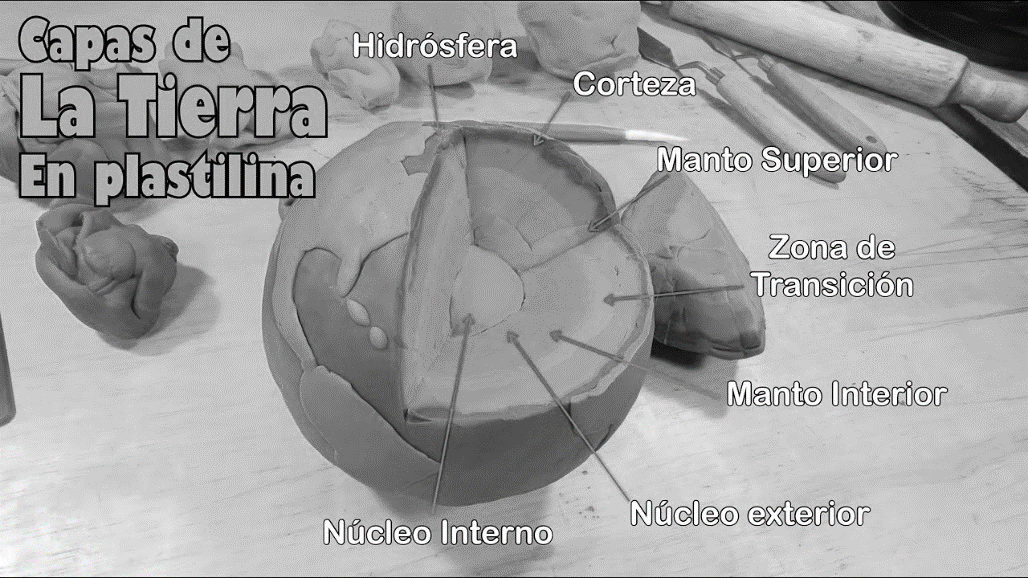 Capas de
La Tierra
En plastilina
Hidrósfera
Corteza
Manto Superior
Zona de
Transición
Manto Interior
Núcleo exterior
Núcleo Interno